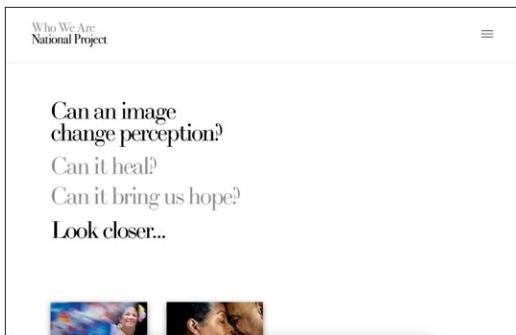 Who We Are
National Project
Can an image
change perception?
Can it heal?
Can it bring us hope?
Look closer...